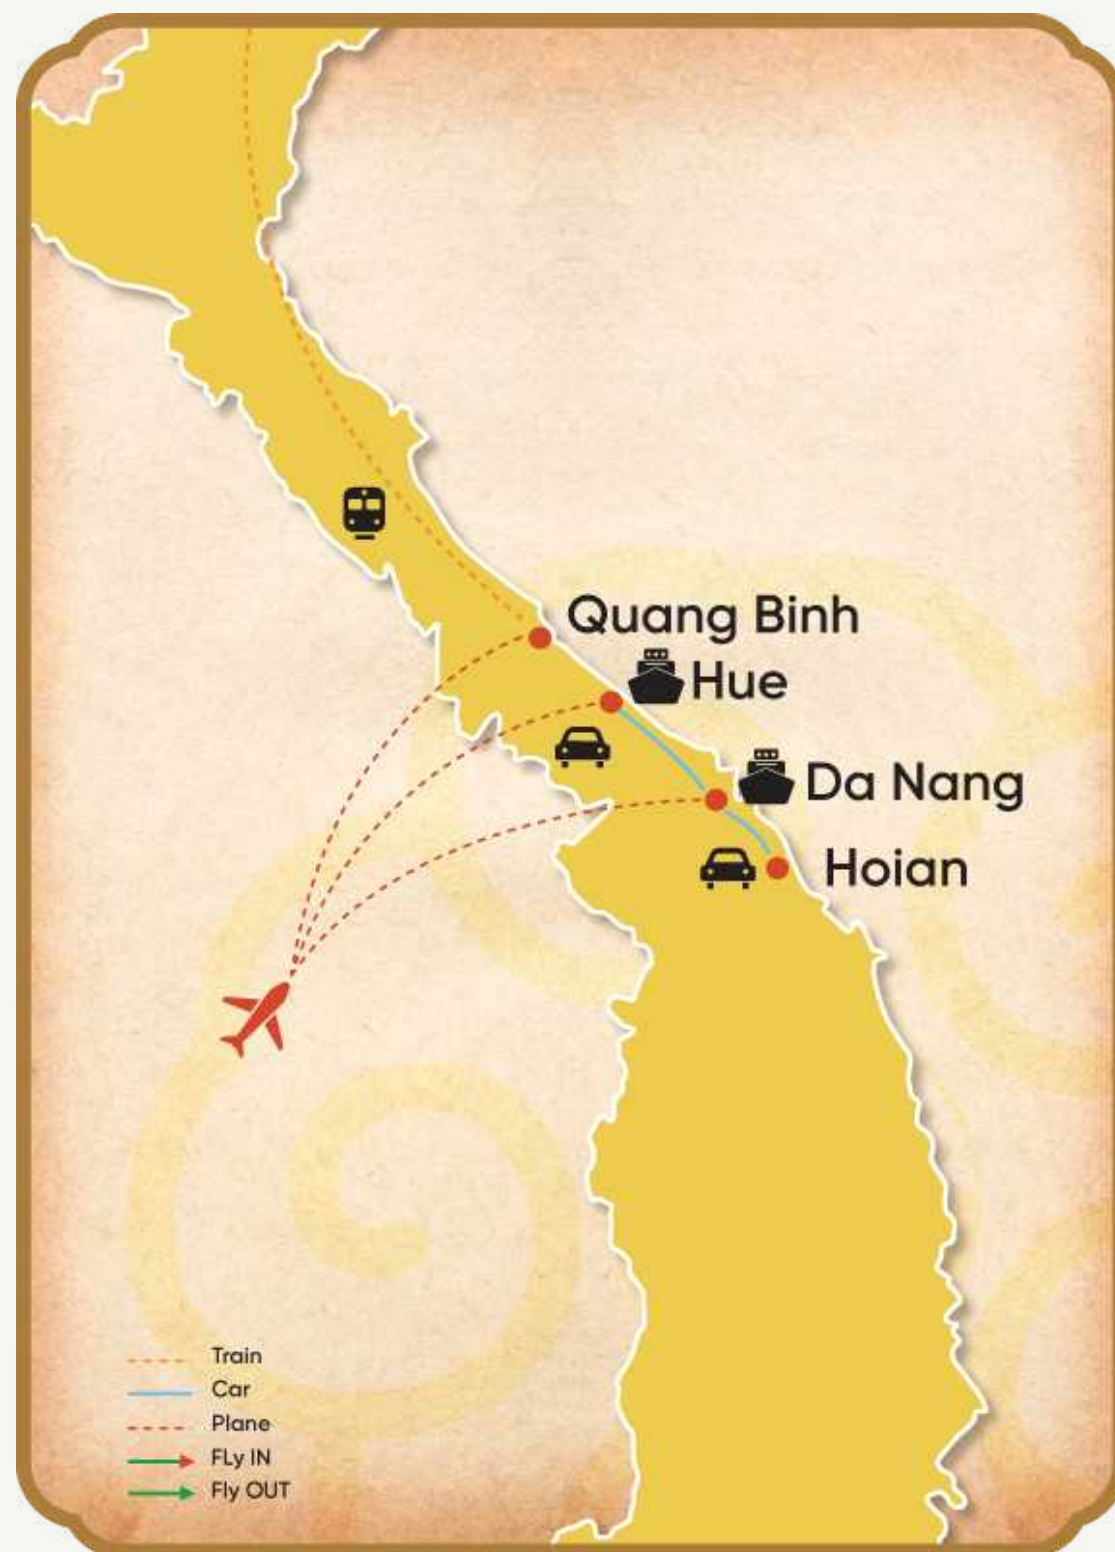 Quang Binh
Hue
Da Nang
Hoian
Train
Car
Plane
FLy IN
Fly OUT